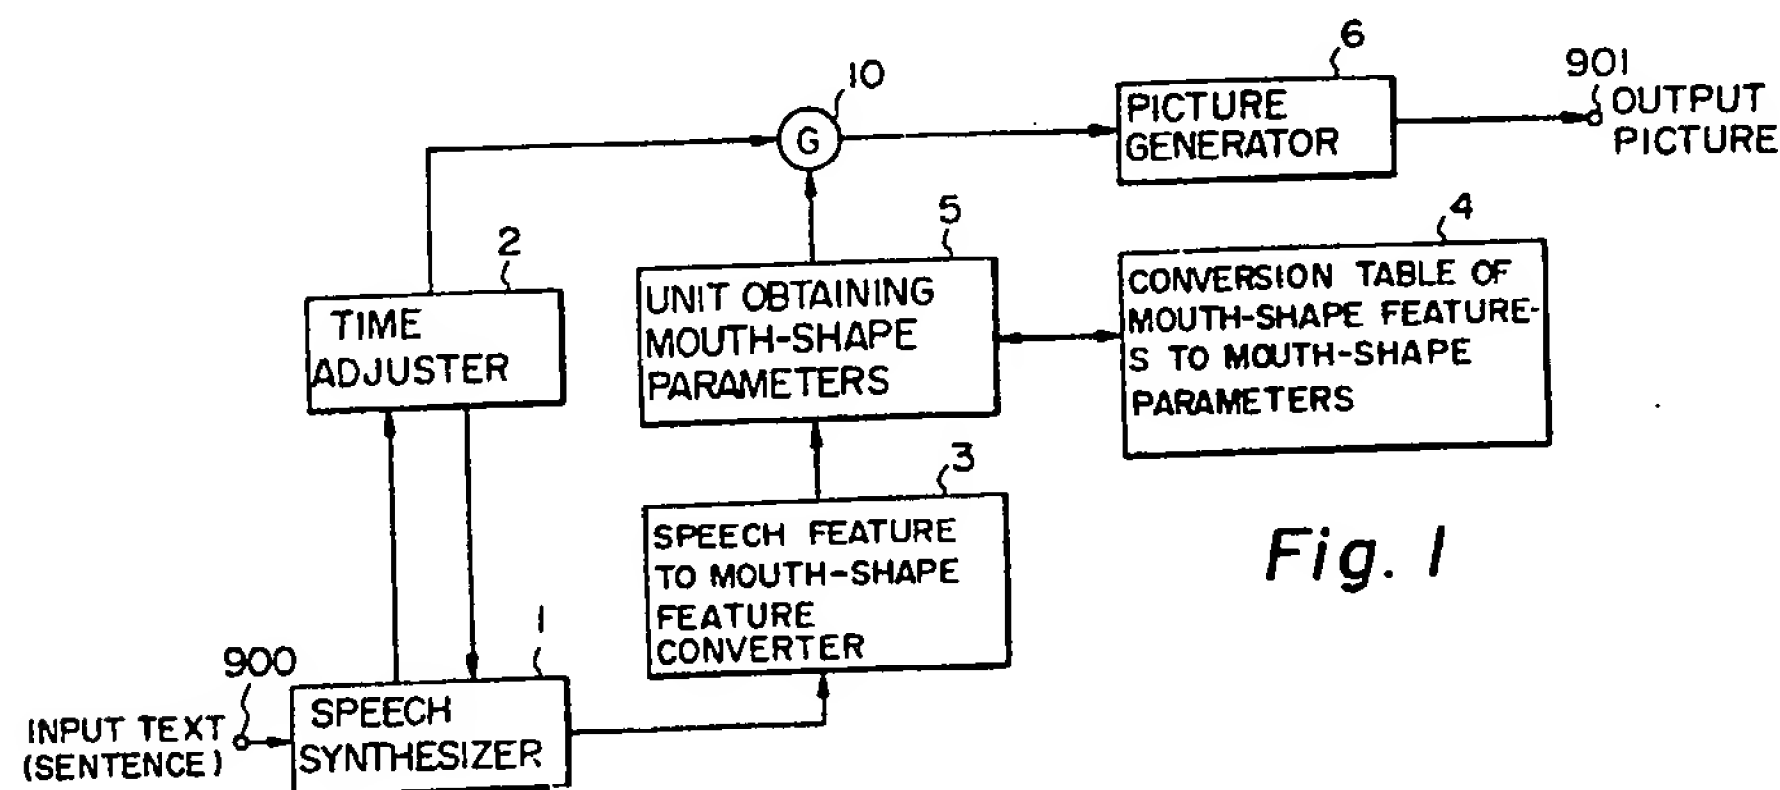 6
901
OUTPUT
PICTURE
10
G
PICTURE
GENERATOR
2
TIME
ADJUSTER
5
UNIT OBTAINING
MOUTH-SHAPE
PARAMETERS
4
CONVERSION TABLE OF
MOUTH-SHAPE FEATURE-
S TO MOUTH-SHAPE
PARAMETERS
3
SPEECH FEATURE
TO MOUTH-SHAPE
FEATURE
CONVERTER
Fig. 1
900
INPUT TEXT
(SENTENCE)
1
SPEECH
SYNTHESIZER